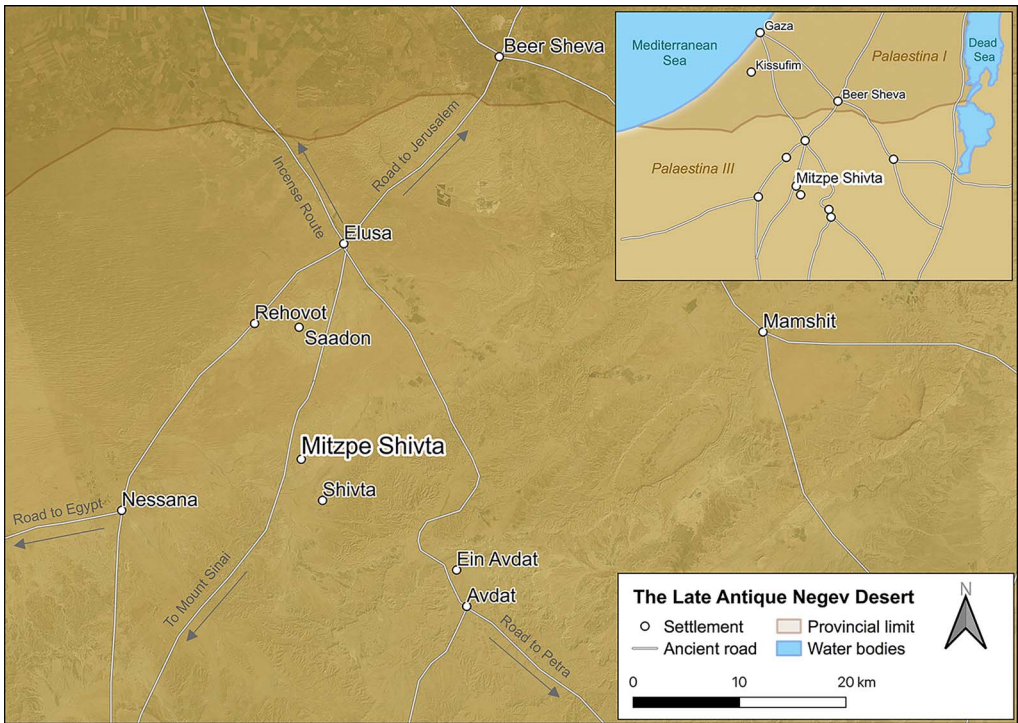 Beer Sheva
Road to Jerusalem
Incense Route
Elusa
Rehovot
Saadon
Mitzpe Shivta
Shivta
Nessana
Road to Egypt
To Mount Sinai
Ein Avdat
Avdat
Road to Petra
Mamshit
Gaza
Mediterranean
Sea
Kissufim
Palaestina I
Dead
Sea
Beer Sheva
Palaestina III
Mitzpe Shivta
The Late Antique Negev Desert
N
Settlement
Provincial limit
Ancient road
Water bodies
0 10 20 km